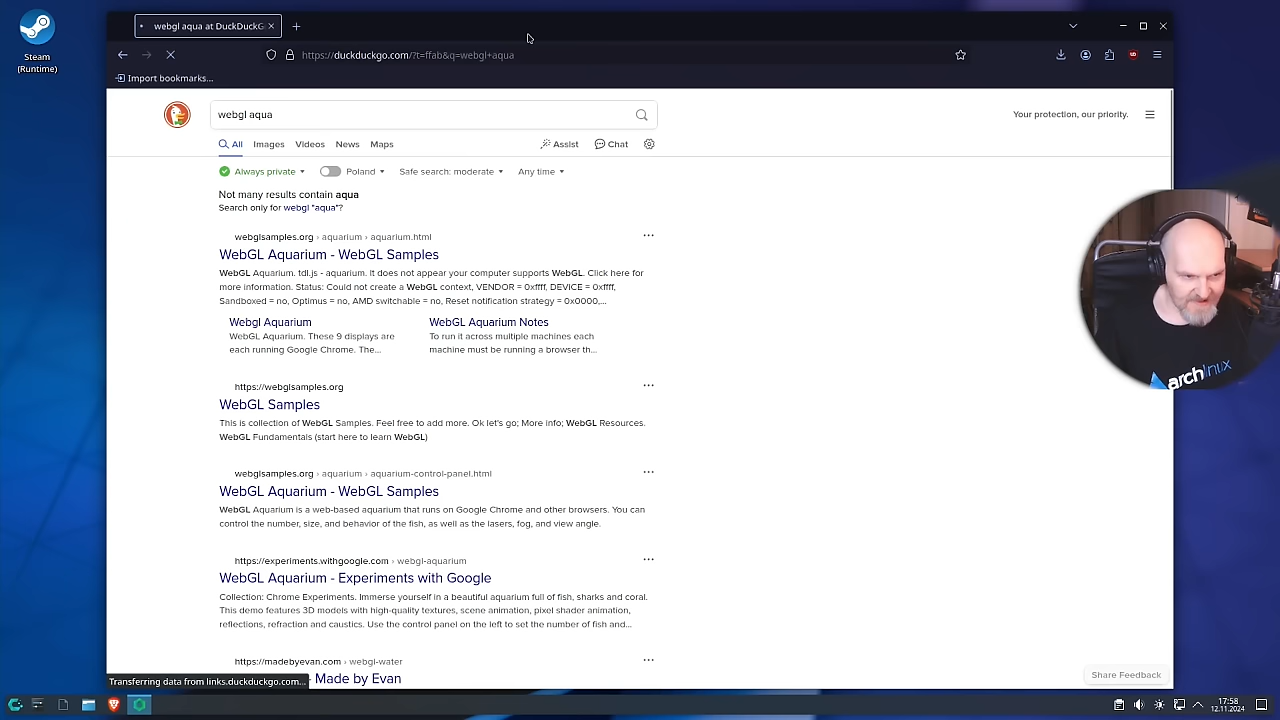 Steam
(Runtime)
webgl aqua at DuckDuckG
https://duckduckgo.com/?t=ffab&q=webgl+aqua
Import bookmarks...
webgl aqua
Your protection, our priority.
All Images Videos News Maps Assist Chat
Always private Poland Safe search: moderate Any time
Not many results contain aqua
Search only for webgl "aqua"?
webglsamples.org › aquarium › aquarium.html
WebGL Aquarium - WebGL Samples
WebGL Aquarium. tdl.js - aquarium. It does not appear your computer supports WebGL. Click here for
more information. Status: Could not create a WebGL context, VENDOR = 0xffff, DEVICE = 0xffff,
Sandboxed = no, Optimus = no, AMD switchable = no, Reset notification strategy = 0x0000,...
Webgl Aquarium
WebGL Aquarium. These 9 displays are
each running Google Chrome. The...
WebGL Aquarium Notes
To run it across multiple machines each
machine must be running a browser th...
https://webglsamples.org
WebGL Samples
This is collection of WebGL Samples. Feel free to add more. Ok let's go; More info; WebGL Resources.
WebGL Fundamentals (start here to learn WebGL)
webglsamples.org › aquarium › aquarium-control-panel.html
WebGL Aquarium - WebGL Samples
WebGL Aquarium is a web-based aquarium that runs on Google Chrome and other browsers. You can
control the number, size, and behavior of the fish, as well as the lasers, fog, and view angle.
https://experiments.withgoogle.com › webgl-aquarium
WebGL Aquarium - Experiments with Google
Collection: Chrome Experiments. Immerse yourself in a beautiful aquarium full of fish, sharks and coral.
This demo features 3D models with high-quality textures, scene animation, pixel shader animation,
reflections, refraction and caustics. Use the control panel on the left to set the number of fish and...
https://madebyevan.com › webgl-water
Made by Evan
Transferring data from links.duckduckgo.com...
Share Feedback
archlinux
17:58
12.11.2024